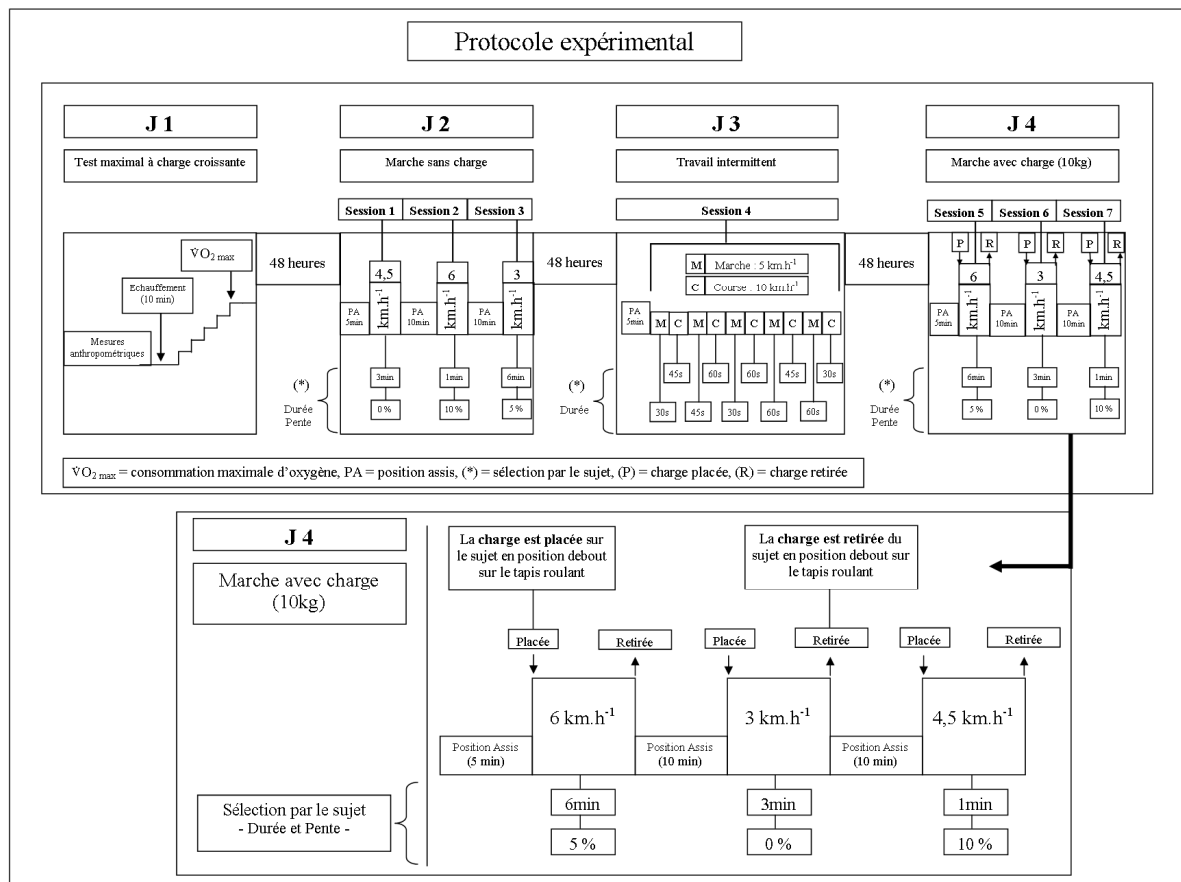 Protocole expérimental
J 1
Test maximal à charge croissante
V̇O2 max
Echauffement
(10 min)
Mesures
anthropométriques
48 heures
J 2
Marche sans charge
Session 1 Session 2 Session 3
4,5 6 3
km.h-1 km.h-1 km.h-1
PA
5min
PA
10min
PA
10min
3min 1min 6min
0 % 10 % 5 %
(*)
Durée
Pente
48 heures
J 3
Travail intermittent
Session 4
M Marche : 5 km.h-1
C Course : 10 km.h-1
PA
5min
M C M C M C M C M C
45s 60s 60s 45s 30s
30s 45s 30s 60s 60s
(*)
Durée
48 heures
J 4
Marche avec charge (10kg)
Session 5 Session 6 Session 7
P R P R P R
6 3 4,5
km.h-1 km.h-1 km.h-1
PA
5min
PA
10min
PA
10min
6min 3min 1min
5 % 0 % 10 %
(*)
Durée
Pente
V̇O2 max = consommation maximale d'oxygène, PA = position assis, (*) = sélection par le sujet, (P) = charge placée, (R) = charge retirée
J 4
Marche avec charge
(10kg)
La charge est placée sur
le sujet en position debout
sur le tapis roulant
La charge est retirée du
sujet en position debout sur
le tapis roulant
Placée Retirée Placée Retirée Placée Retirée
6 km.h-1 3 km.h-1 4,5 km.h-1
Position Assis
(5 min)
Position Assis
(10 min)
Position Assis
(10 min)
Sélection par le sujet
- Durée et Pente -
6min 3min 1min
5 % 0 % 10 %